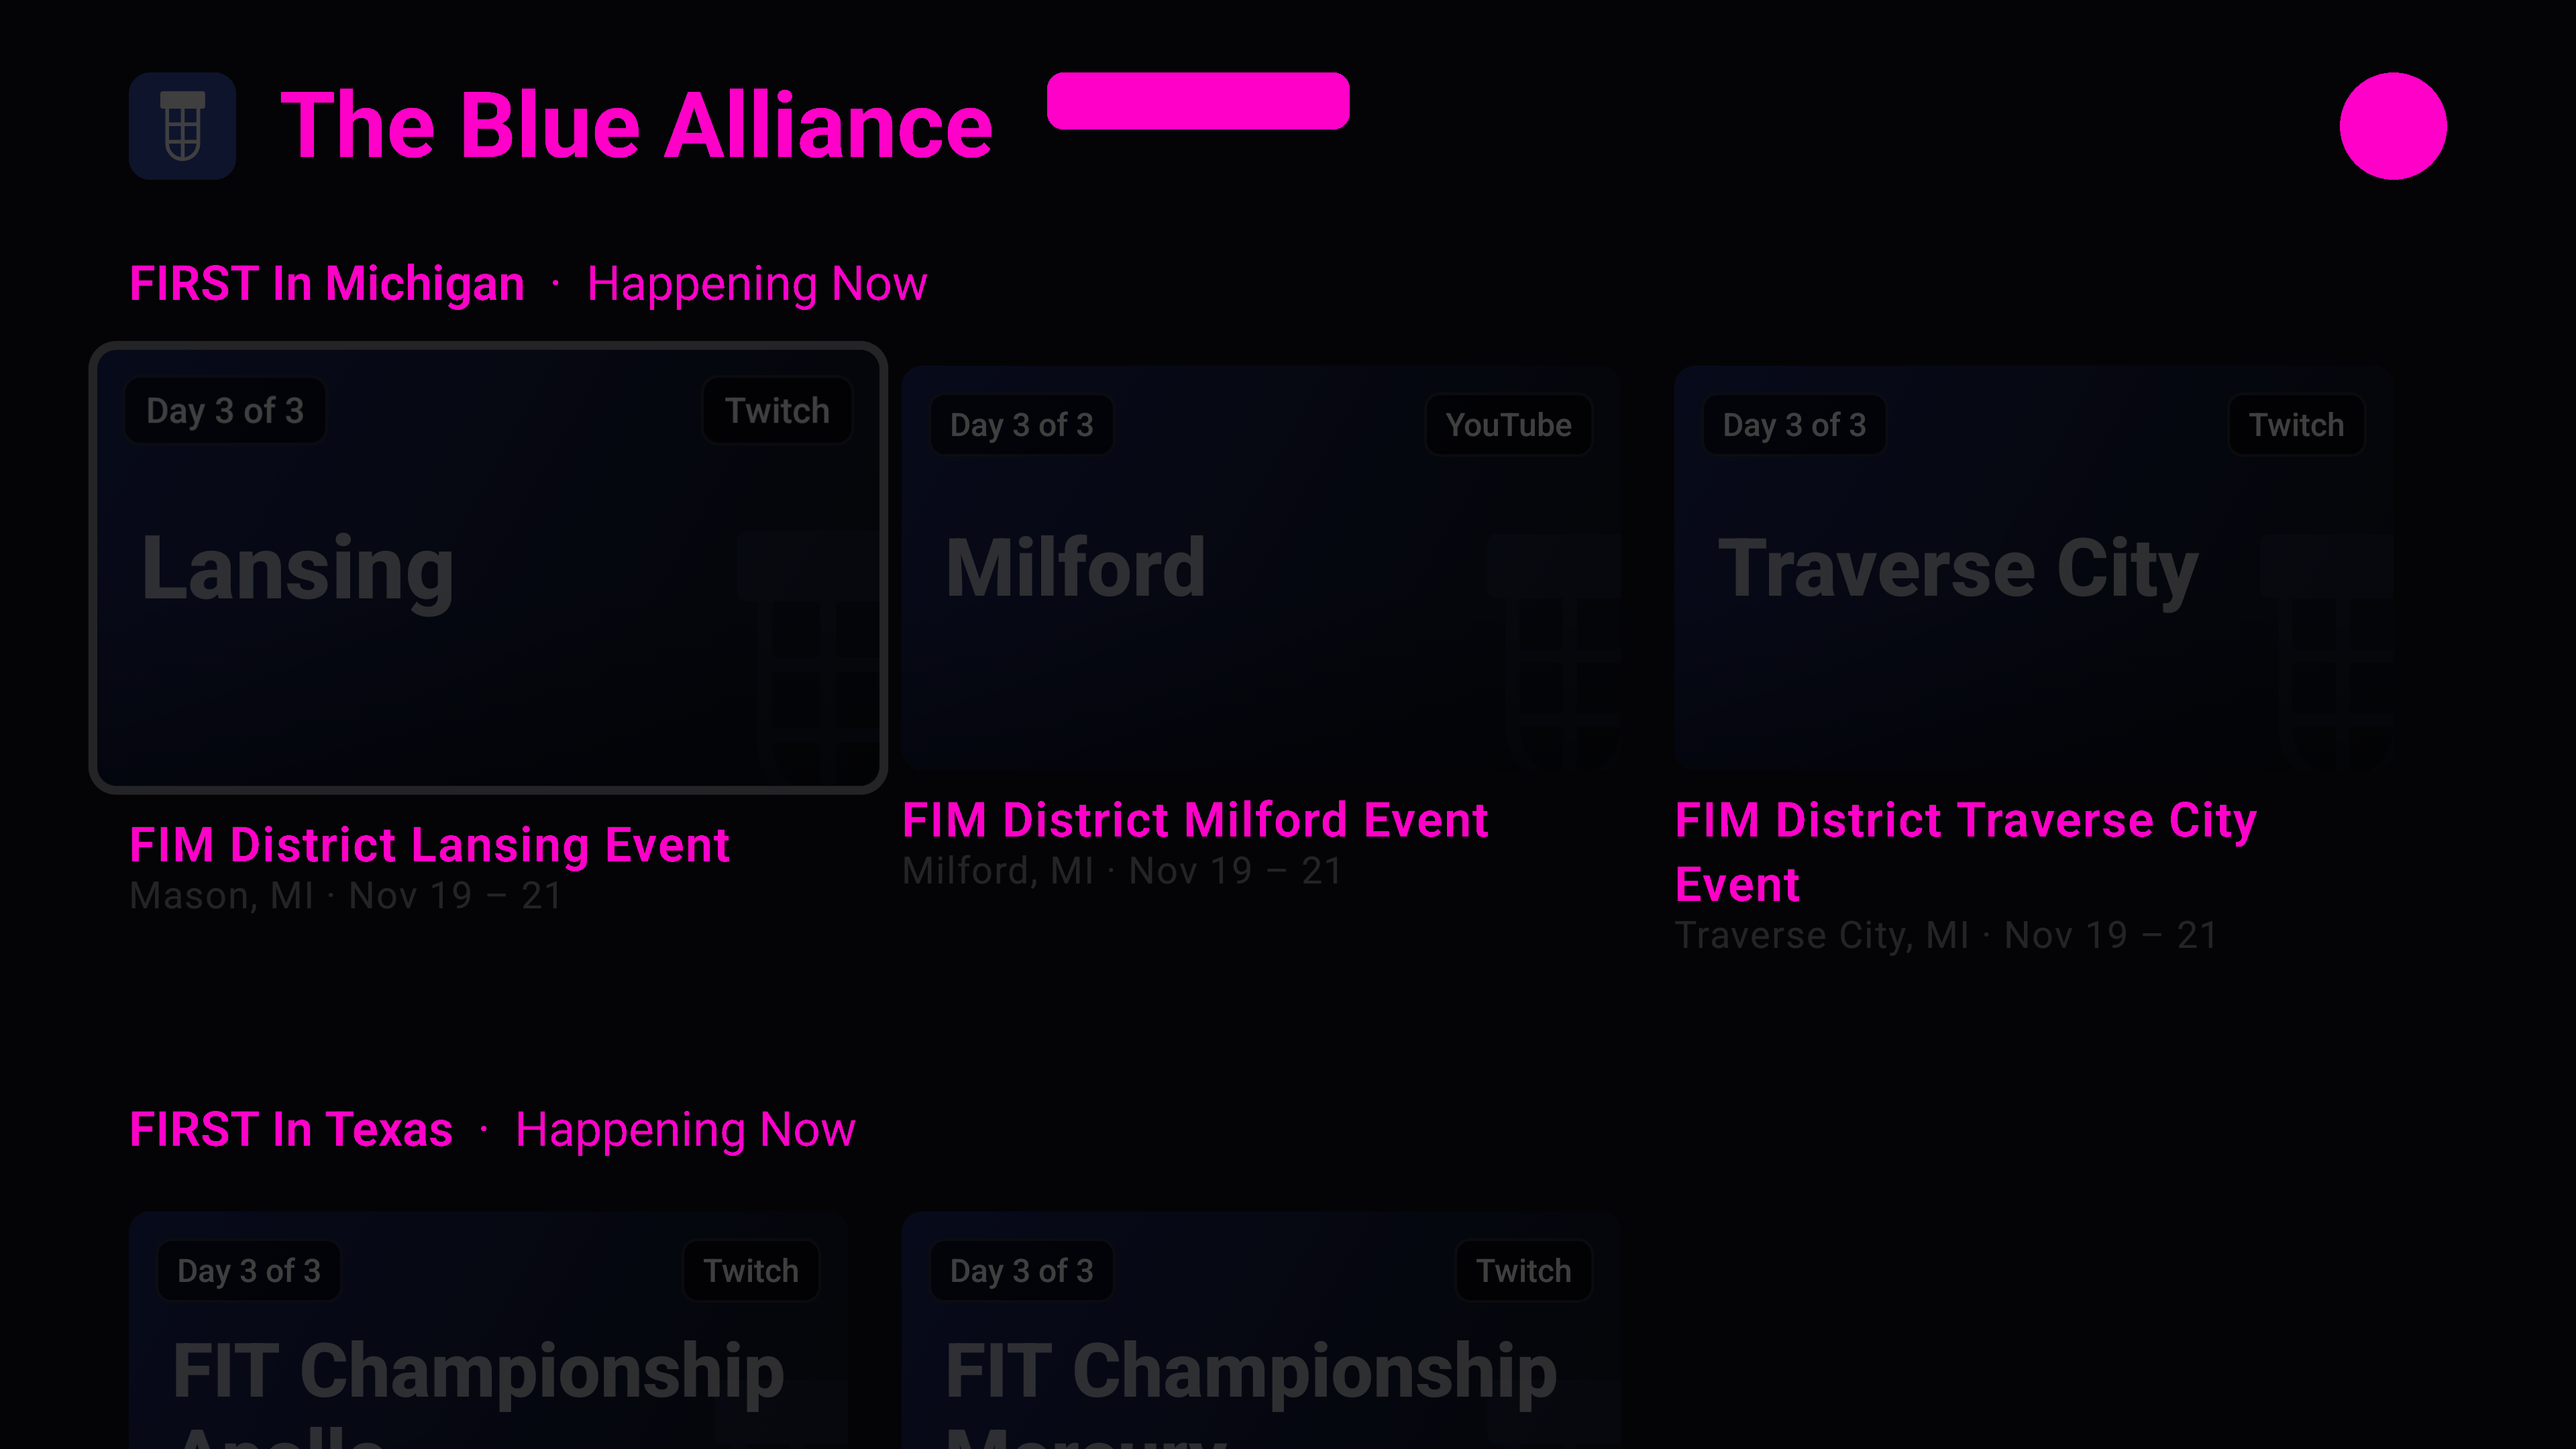 The Blue Alliance
FIRST In Michigan · Happening Now
Day 3 of 3
Twitch
Lansing
FIM District Lansing Event
Mason, MI · Nov 19 – 21
Day 3 of 3
YouTube
Milford
FIM District Milford Event
Milford, MI · Nov 19 – 21
Day 3 of 3
Twitch
Traverse City
FIM District Traverse City
Event
Traverse City, MI · Nov 19 – 21
FIRST In Texas · Happening Now
Day 3 of 3
Twitch
FIT Championship
Apollo
Day 3 of 3
Twitch
FIT Championship
Mercury